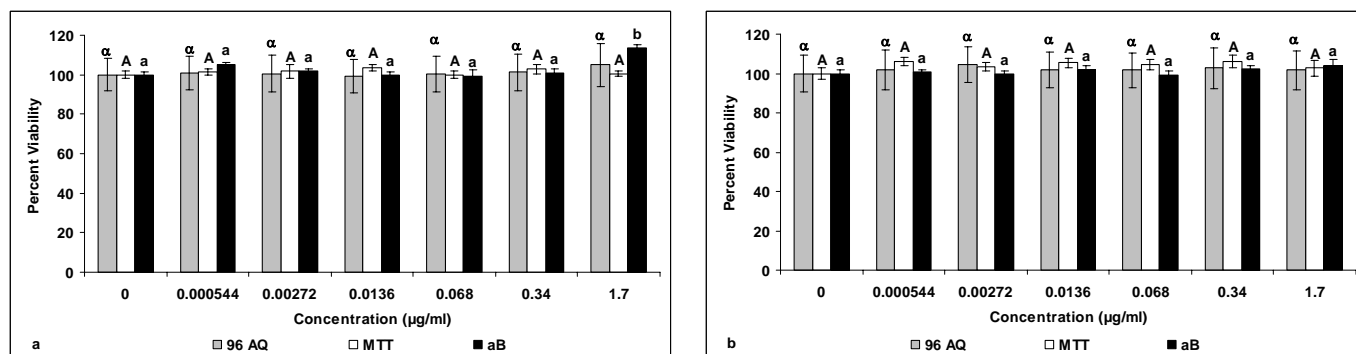 120
α A a α A a α A a α A a α A a α A a α A b
100
80
60
40
20
0
Percent Viability
0 0.000544 0.00272 0.0136 0.068 0.34 1.7
Concentration (µg/ml)
a 96 AQ MTT aB
120
α A a α A a α A a α A a α A a α A a α A a
100
80
60
40
20
0
Percent Viability
0 0.000544 0.00272 0.0136 0.068 0.34 1.7
Concentration (µg/ml)
b 96 AQ MTT aB